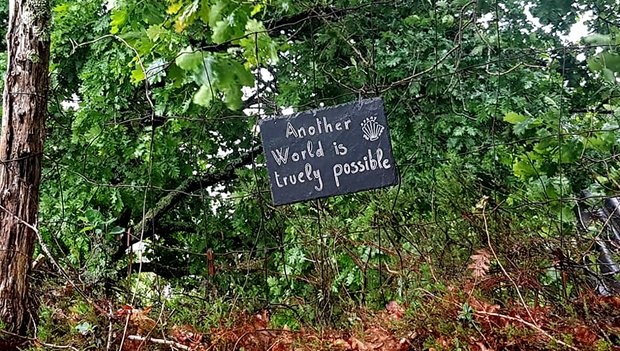 Another
World is
truely possible